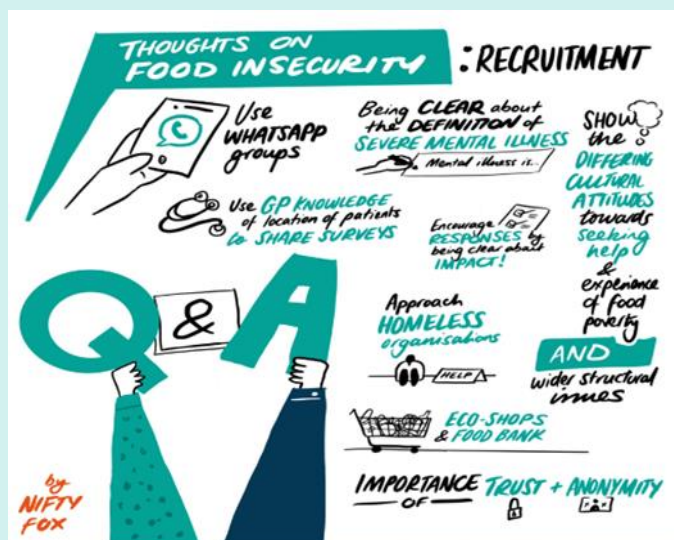 THOUGHTS ON
FOOD INSECURITY
: RECRUITMENT
Use
WHATSAPP
groups
Being CLEAR about
the DEFINITION of
SEVERE MENTAL ILLNESS
Mental illness is...
Use GP KNOWLEDGE
of location of patients
to SHARE SURVEYS
Encourage
RESPONSES by
being clear about
IMPACT!
SHOW
the
DIFFERING
CULTURAL
ATTITUDES
towards
seeking
help
&
experience
of food
poverty
AND
wider structural
issues
Q & A
Approach
HOMELESS
organisations
HELP
ECO-SHOPS
& FOOD BANK
IMPORTANCE
OF
TRUST + ANONYMITY
by
NIFTY
FOX